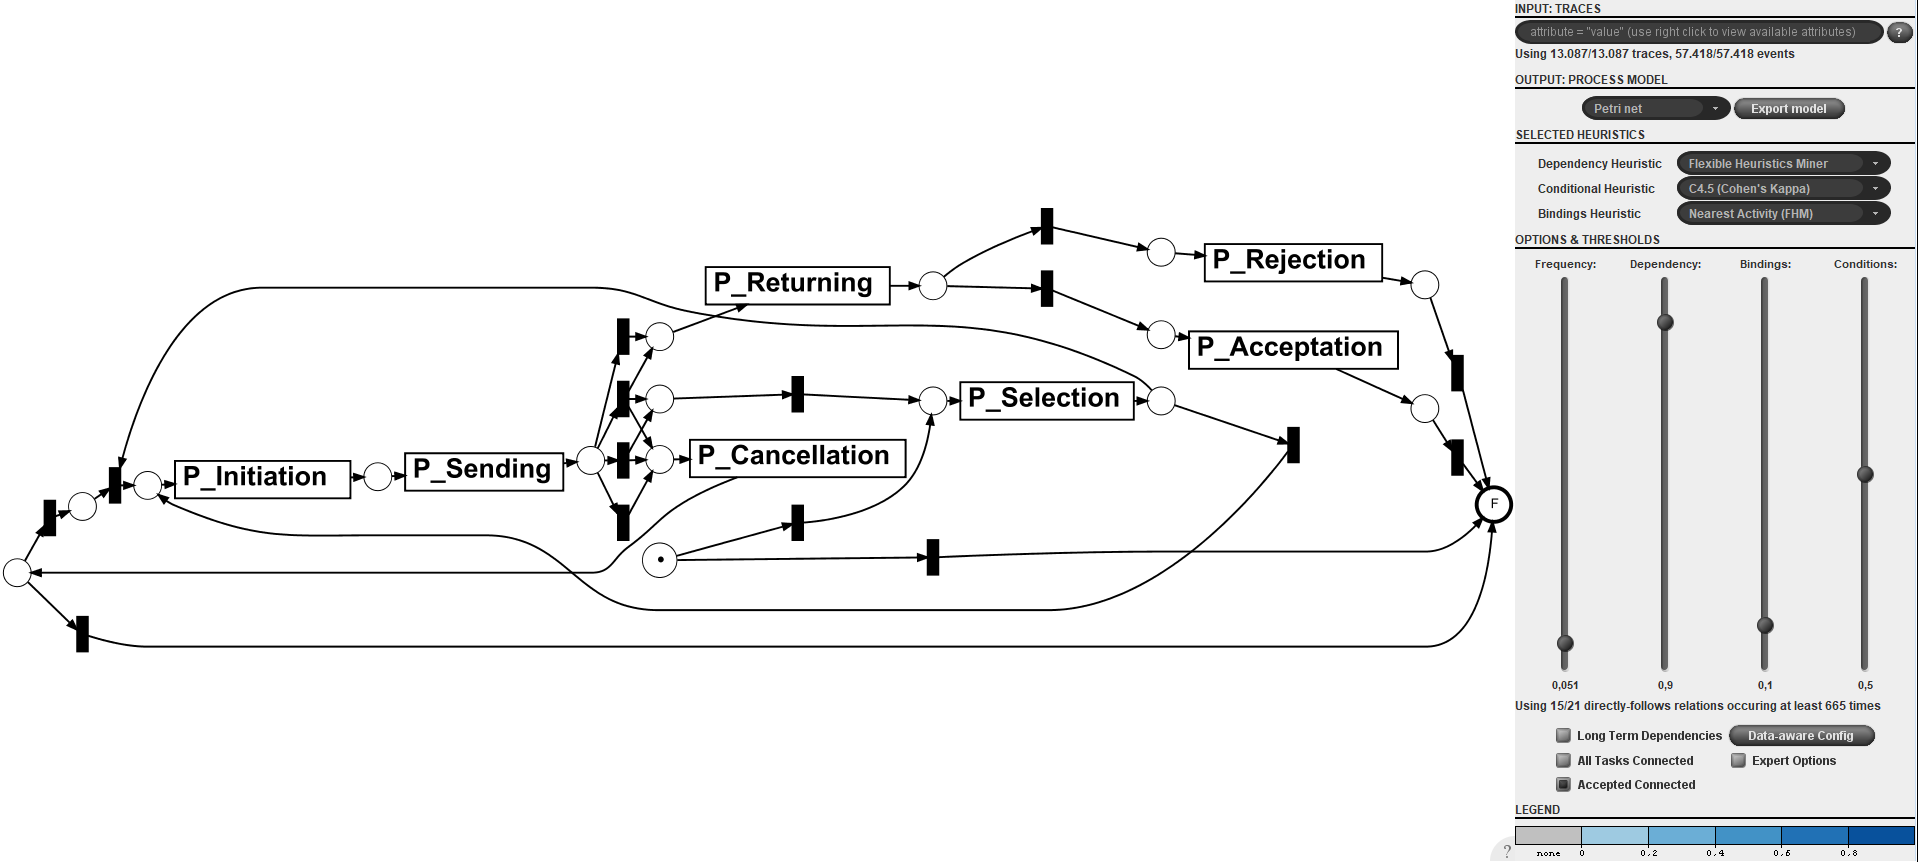 P_Rejection
P_Returning
P_Acceptation
P_Selection
P_Cancellation
P_Sending
P_Initiation
F
?
INPUT: TRACES
attribute = "value" (use right click to view available attributes)
?
Using 13.087/13.087 traces, 57.418/57.418 events
OUTPUT: PROCESS MODEL
Petri net
Export model
SELECTED HEURISTICS
Dependency Heuristic
Flexible Heuristics Miner
Conditional Heuristic
C4.5 (Cohen's Kappa)
Bindings Heuristic
Nearest Activity (FHM)
OPTIONS & THRESHOLDS
Frequency: Dependency: Bindings: Conditions:
0,051 0,9 0,1 0,5
Using 15/21 directly-follows relations occuring at least 665 times
Long Term Dependencies
Data-aware Config
All Tasks Connected
Expert Options
Accepted Connected
LEGEND
none 0 0.2 0.4 0.6 0.8